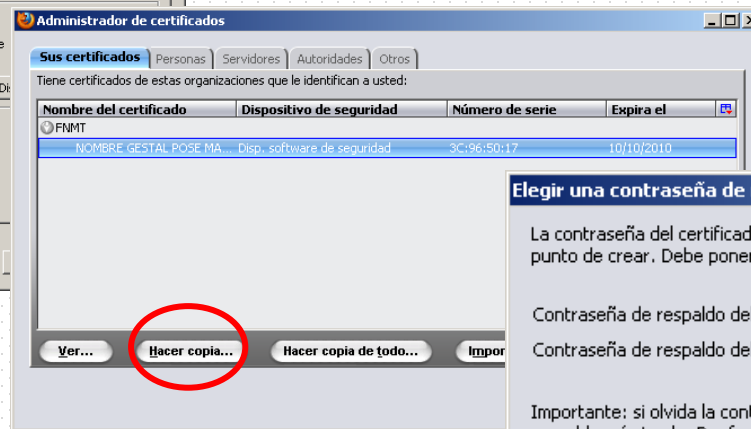 Administrador de certificados
Sus certificados Personas Servidores Autoridades Otros
Tiene certificados de estas organizaciones que le identifican a usted:
Nombre del certificado Dispositivo de seguridad Número de serie Expira el
FNMT
NOMBRE GESTAL POSE MA... Disp. software de seguridad 3C:96:50:17 10/10/2010
Ver... Hacer copia... Hacer copia de todo... Impor
Elegir una contraseña de
La contraseña del certificad
punto de crear. Debe poner
Contraseña de respaldo de
Contraseña de respaldo de
Importante: si olvida la cont